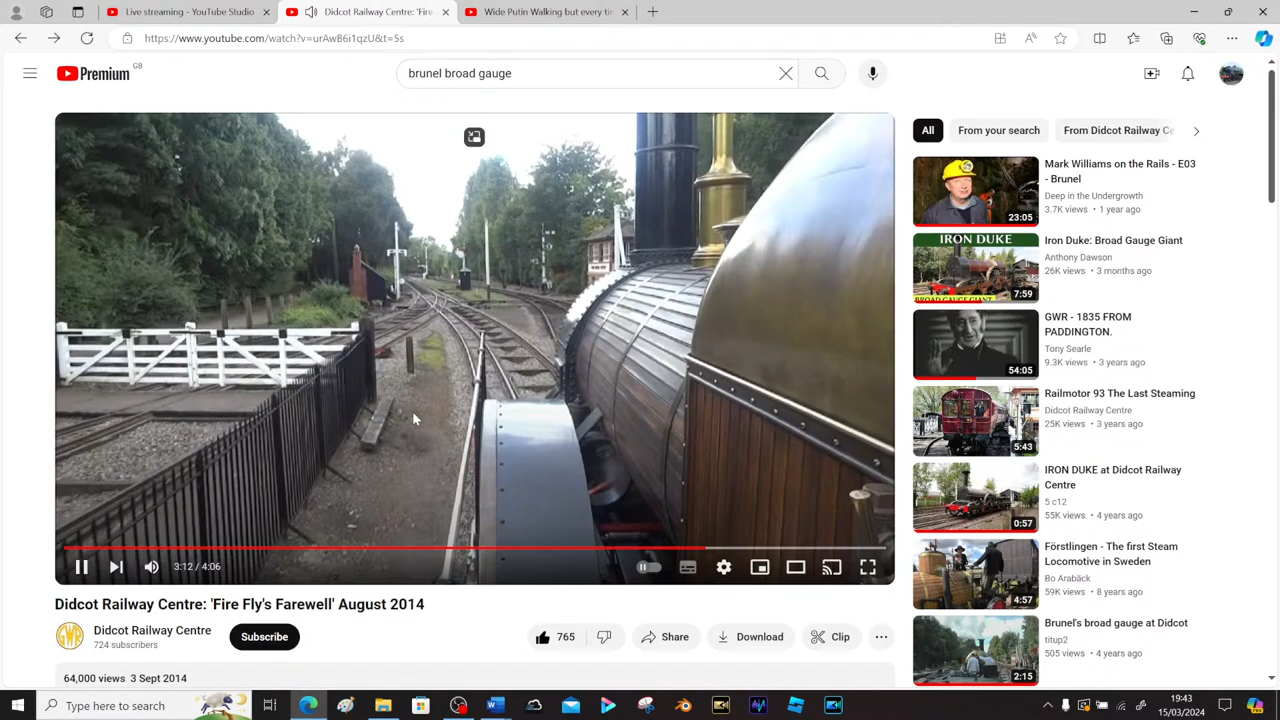 Live Streaming - YouTube Studio
Didcot Railway Centre: 'Fire
Wide Putin Walking but every tin
https://www.youtube.com/watch?v=urAwB6i1qzU&t=5s
Premium GB
brunel broad gauge
All
From your search
From Didcot Railway Ce
IRON DUKE
BROAD GAUGE GIANT
Mark Williams on the Rails - E03
- Brunel
Deep in the Undergrowth
3.7K views • 1 year ago
23:05
Iron Duke: Broad Gauge Giant
Anthony Dawson
26K views • 3 months ago
7:59
GWR - 1835 FROM
PADDINGTON.
Tony Searle
9.3K views • 3 years ago
54:05
Railmotor 93 The Last Steaming
Didcot Railway Centre
25K views • 3 years ago
5:43
IRON DUKE at Didcot Railway
Centre
5 c12
55K views • 4 years ago
0:57
Förstlingen - The first Steam
Locomotive in Sweden
Bo Arabäck
59K views • 8 years ago
4:57
Brunel's broad gauge at Didcot
titup2
505 views • 4 years ago
2:15
3:12 / 4:06
Didcot Railway Centre: 'Fire Fly's Farewell' August 2014
GWR
Didcot Railway Centre
724 subscribers
Subscribe
765
Share
Download
Clip
64,000 views 3 Sept 2014
Type here to search
19:43
15/03/2024